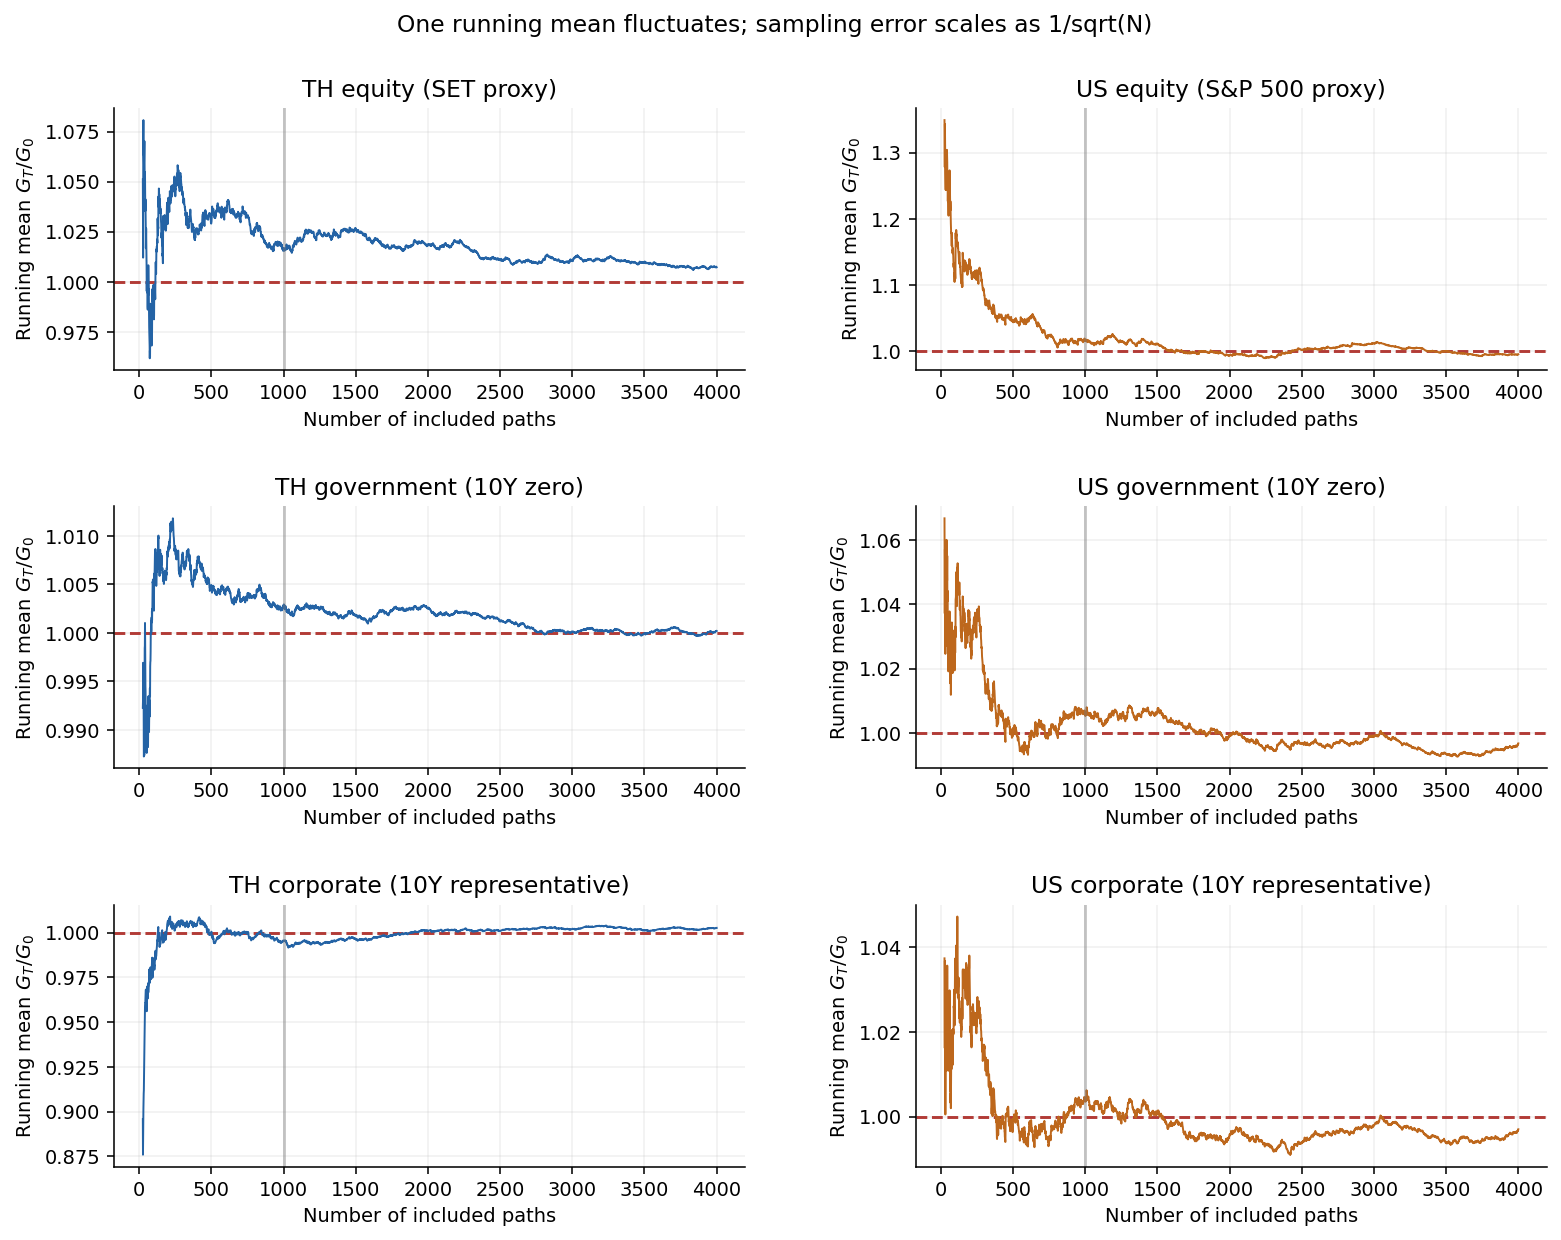 One running mean fluctuates; sampling error scales as 1/sqrt(N)
TH equity (SET proxy)
Running mean G_T/G_0
1.075
1.050
1.025
1.000
0.975
0 500 1000 1500 2000 2500 3000 3500 4000
Number of included paths
US equity (S&P 500 proxy)
Running mean G_T/G_0
1.3
1.2
1.1
1.0
0 500 1000 1500 2000 2500 3000 3500 4000
Number of included paths
TH government (10Y zero)
Running mean G_T/G_0
1.010
1.005
1.000
0.995
0.990
0 500 1000 1500 2000 2500 3000 3500 4000
Number of included paths
US government (10Y zero)
Running mean G_T/G_0
1.06
1.04
1.02
1.00
0 500 1000 1500 2000 2500 3000 3500 4000
Number of included paths
TH corporate (10Y representative)
Running mean G_T/G_0
1.000
0.975
0.950
0.925
0.900
0.875
0 500 1000 1500 2000 2500 3000 3500 4000
Number of included paths
US corporate (10Y representative)
Running mean G_T/G_0
1.04
1.02
1.00
0 500 1000 1500 2000 2500 3000 3500 4000
Number of included paths